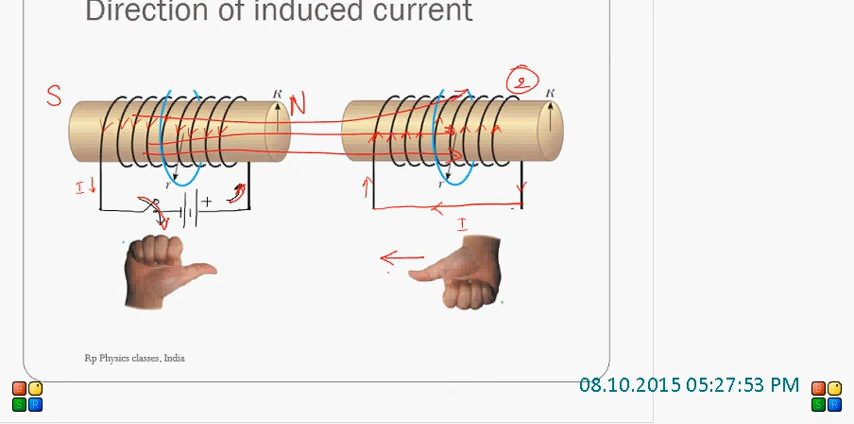 Direction of induced current
S
N
2
R
R
r
r
I
+
I
Rp Physics classes, India
08.10.2015 05:27:53 PM
B
S
R
B
S
R